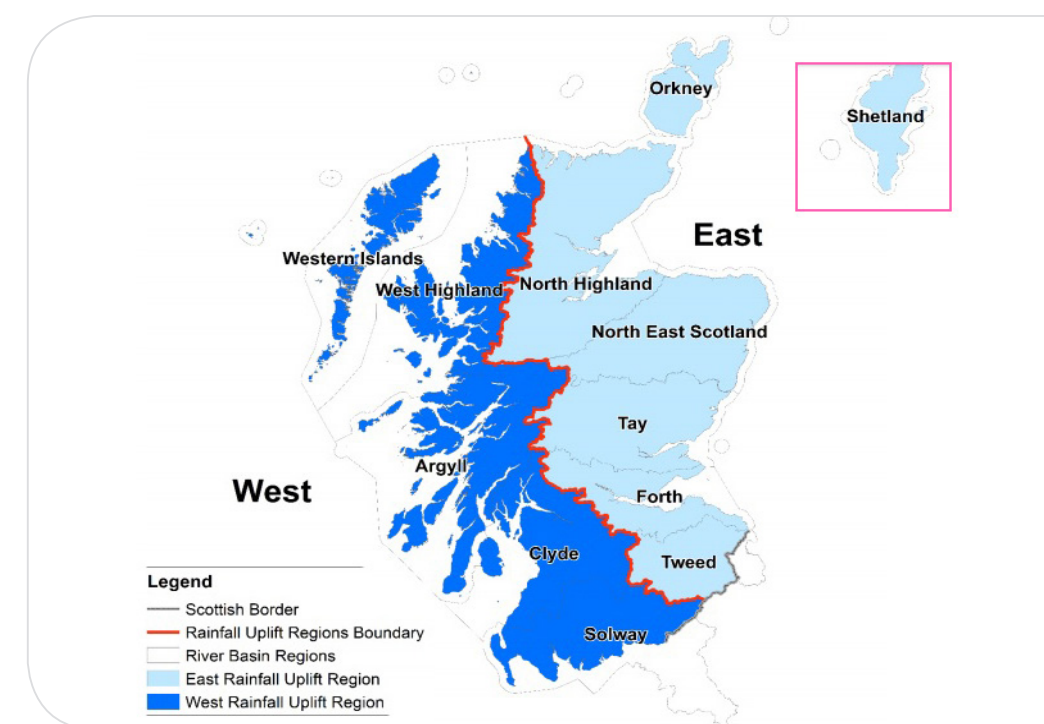 Orkney
Shetland
East
Western Islands
West Highland
North Highland
North East Scotland
Tay
Argyll
West
Forth
Clyde
Tweed
Solway
Legend
Scottish Border
Rainfall Uplift Regions Boundary
River Basin Regions
East Rainfall Uplift Region
West Rainfall Uplift Region